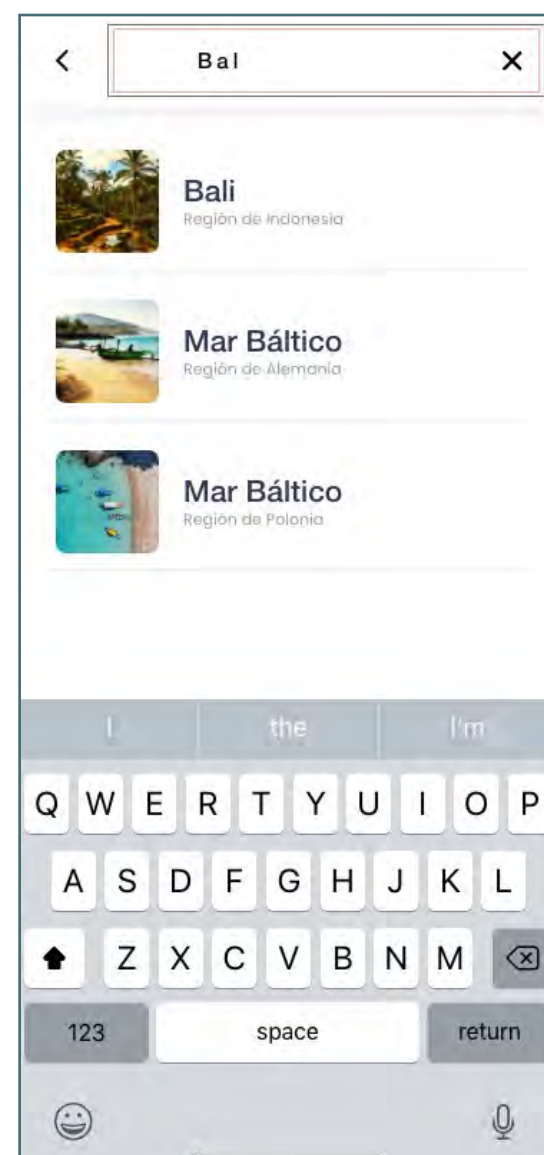 Bal
Bali
Región de Indonesia
Mar Báltico
Región de Alemania
Mar Báltico
Región de Polonia
I the I'm
Q W E R T Y U I O P
A S D F G H J K L
Z X C V B N M
123 space return